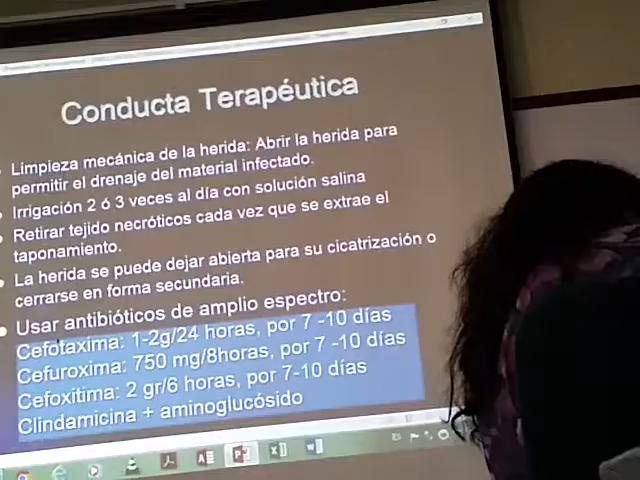 Conducta Terapéutica
Limpieza mecánica de la herida: Abrir la herida para
permitir el drenaje del material infectado.
Irrigación 2 ó 3 veces al día con solución salina
Retirar tejido necróticos cada vez que se extrae el
taponamiento.
La herida se puede dejar abierta para su cicatrización o
cerrarse en forma secundaria.
Usar antibióticos de amplio espectro:
Cefotaxima: 1-2g/24 horas, por 7 -10 días
Cefuroxima: 750 mg/8horas, por 7 -10 días
Cefoxitima: 2 gr/6 horas, por 7-10 días
Clindamicina + aminoglucósido